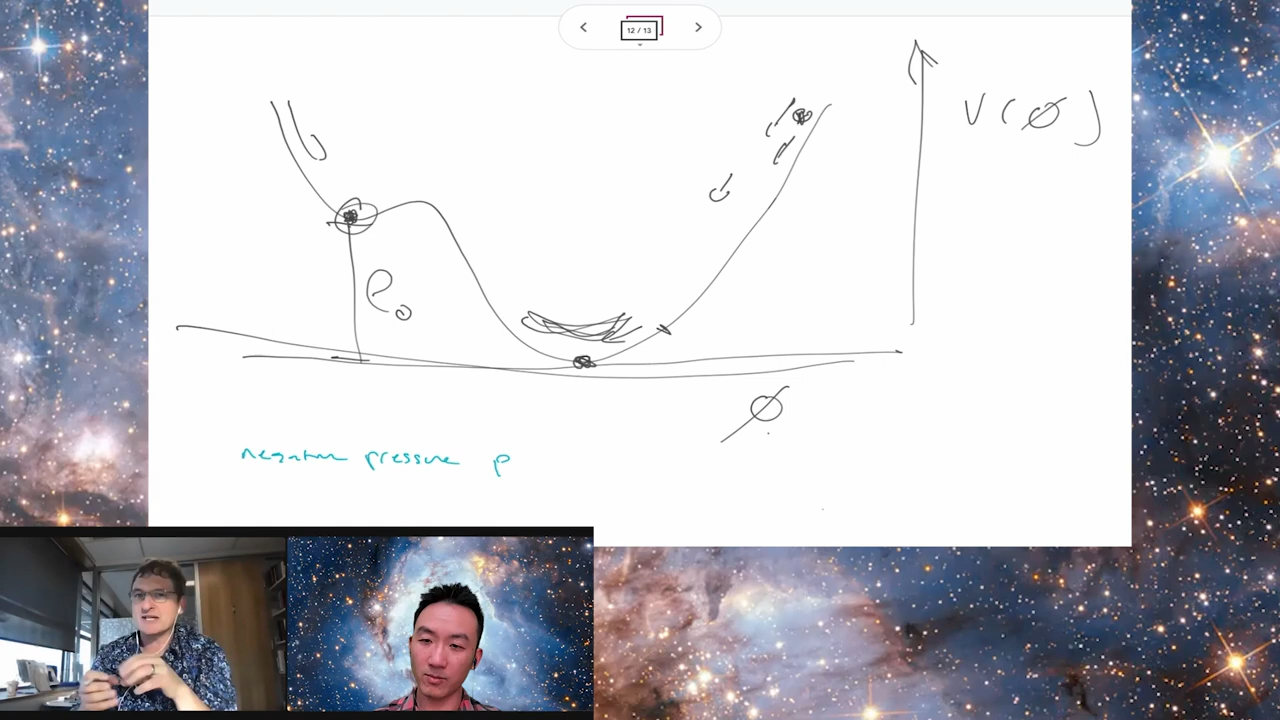 12 / 13
V(ø)
ρ₀
ø
negative pressure p